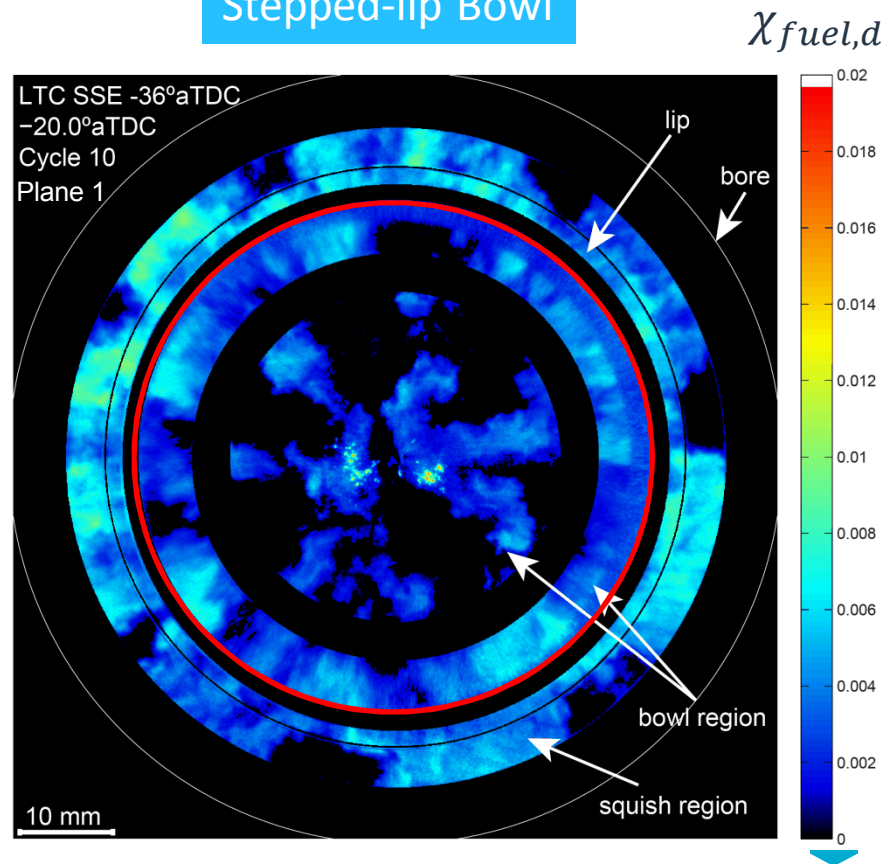 Stepped-lip Bowl
χfuel,d
LTC SSE -36ºaTDC
−20.0ºaTDC
Cycle 10
Plane 1
lip
bore
bowl region
squish region
10 mm
0.02
0.018
0.016
0.014
0.012
0.01
0.008
0.006
0.004
0.002
0